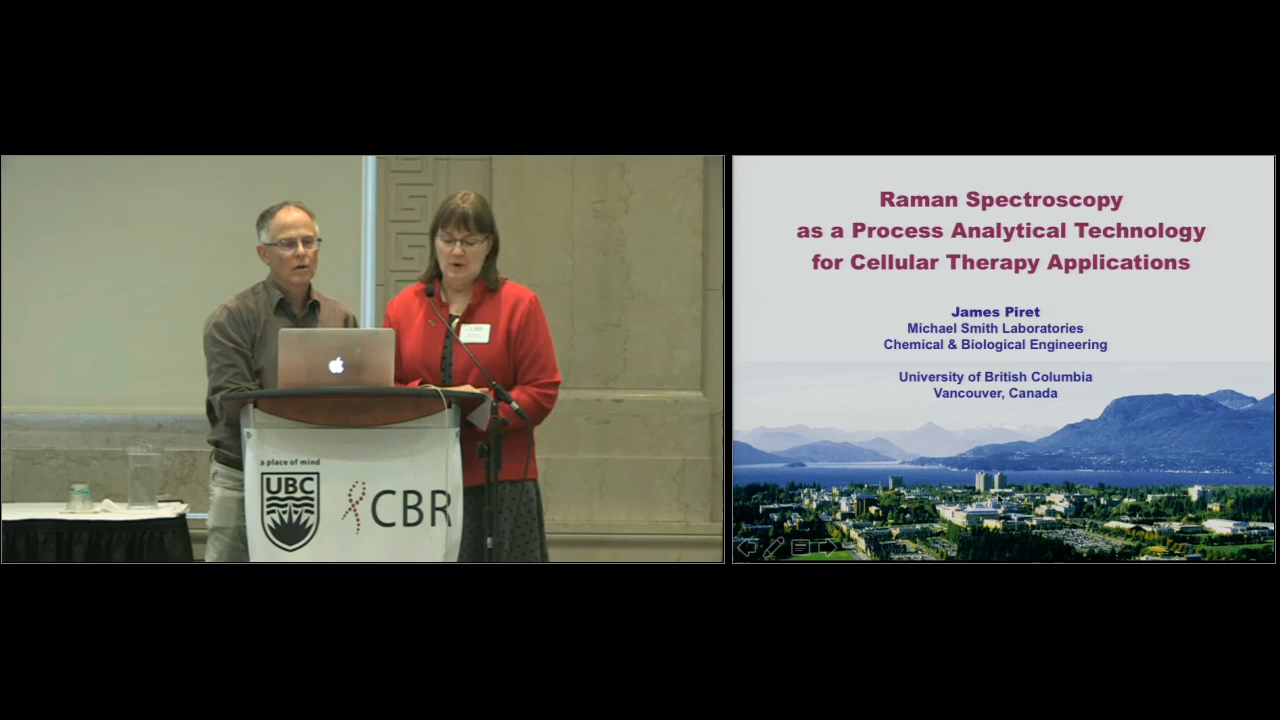 a place of mind
UBC
CBR
CBR
Raman Spectroscopy
as a Process Analytical Technology
for Cellular Therapy Applications
James Piret
Michael Smith Laboratories
Chemical & Biological Engineering
University of British Columbia
Vancouver, Canada